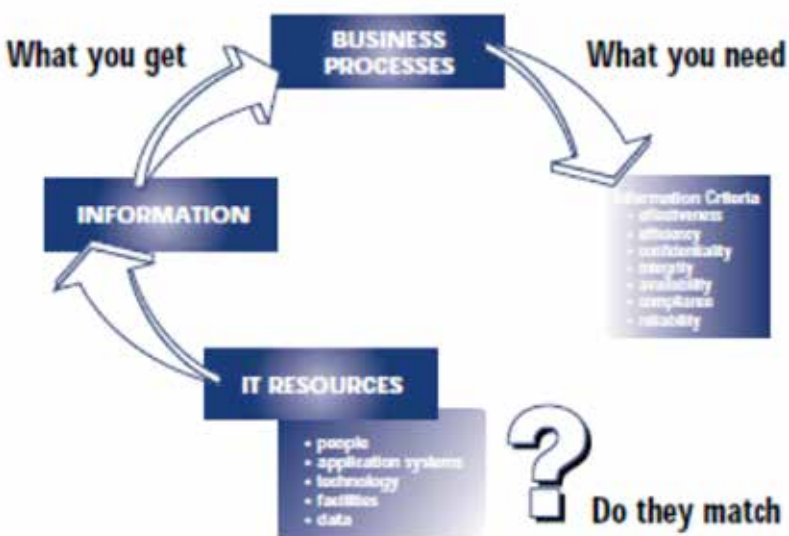 What you get
BUSINESS
PROCESSES
What you need
INFORMATION
Information Criteria
• effectiveness
• efficiency
• confidentiality
• integrity
• availability
• compliance
• reliability
IT RESOURCES
• people
• application systems
• technology
• facilities
• data
?
Do they match